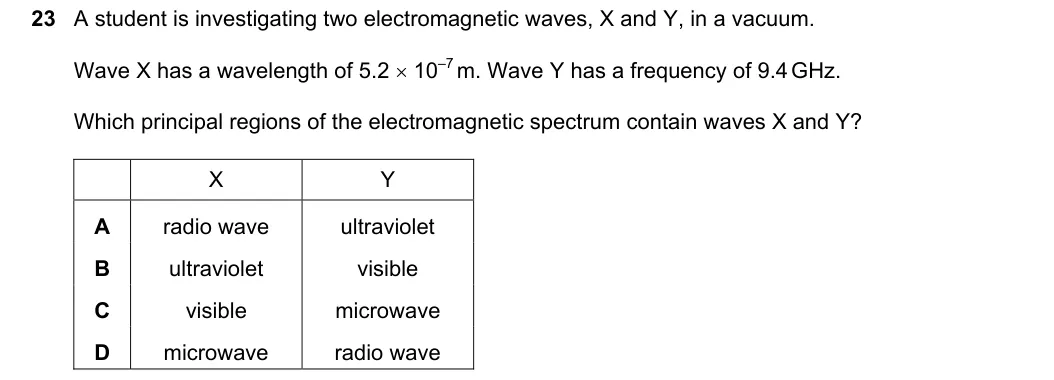 23 A student is investigating two electromagnetic waves, X and Y, in a vacuum.
Wave X has a wavelength of 5.2 × 10⁻⁷ m. Wave Y has a frequency of 9.4 GHz.
Which principal regions of the electromagnetic spectrum contain waves X and Y?
X Y
A radio wave ultraviolet
B ultraviolet visible
C visible microwave
D microwave radio wave